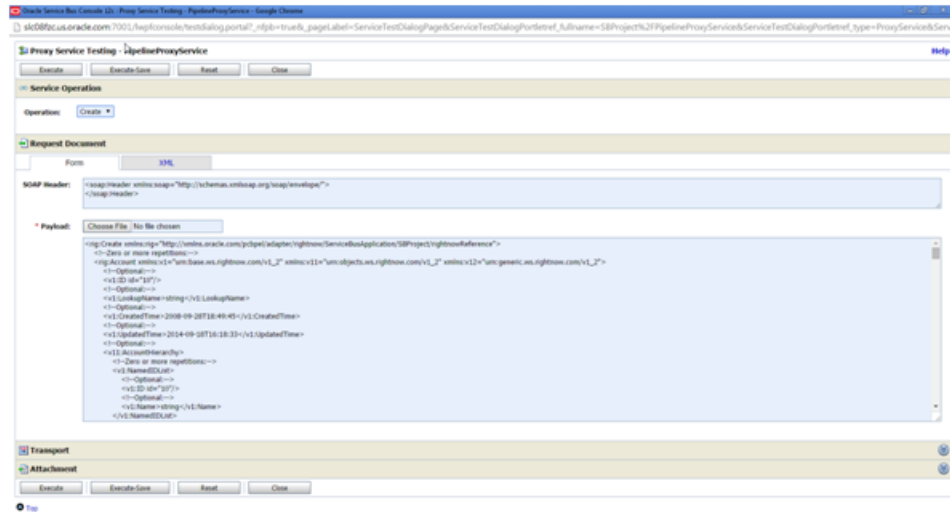 Oracle Service Bus Console 12c : Proxy Service Testing - PipelineProxyService - Google Chrome
slc08fzc.us.oracle.com:7001/lwpfconsole/testdialog.portal?_nfpb=true&_pageLabel=ServiceTestDialogPage&ServiceTestDialogPortletref_fullname=SBProject%2FPipelineProxyService&ServiceTestDialogPortletref_type=ProxyService&Serv
Proxy Service Testing - PipelineProxyService
Help
Execute Execute-Save Reset Close
Service Operation
Operation: Create
Request Document
Form XML
SOAP Header: <soap:Header xmlns:soap="http://schemas.xmlsoap.org/soap/envelope/">
</soap:Header>
* Payload: Choose File No file chosen
<rig:Create xmlns:rig="http://xmlns.oracle.com/pcbpel/adapter/rightnow/ServiceBusApplication/SBProject/rightnowReference">
<!--Zero or more repetitions:-->
<rig:Account xmlns:v1="urn:base.ws.rightnow.com/v1_2" xmlns:v11="urn:objects.ws.rightnow.com/v1_2" xmlns:v12="urn:generic.ws.rightnow.com/v1_2">
<!--Optional:-->
<v1:ID id="10"/>
<!--Optional:-->
<v1:LookupName>string</v1:LookupName>
<!--Optional:-->
<v1:CreatedTime>2008-09-28T18:49:45</v1:CreatedTime>
<!--Optional:-->
<v1:UpdatedTime>2014-09-18T16:18:33</v1:UpdatedTime>
<!--Optional:-->
<v11:AccountHierarchy>
<!--Zero or more repetitions:-->
<v1:NamedIDList>
<!--Optional:-->
<v1:ID id="10"/>
<!--Optional:-->
<v1:Name>string</v1:Name>
</v1:NamedIDList>
Transport
Attachment
Execute Execute-Save Reset Close
Top